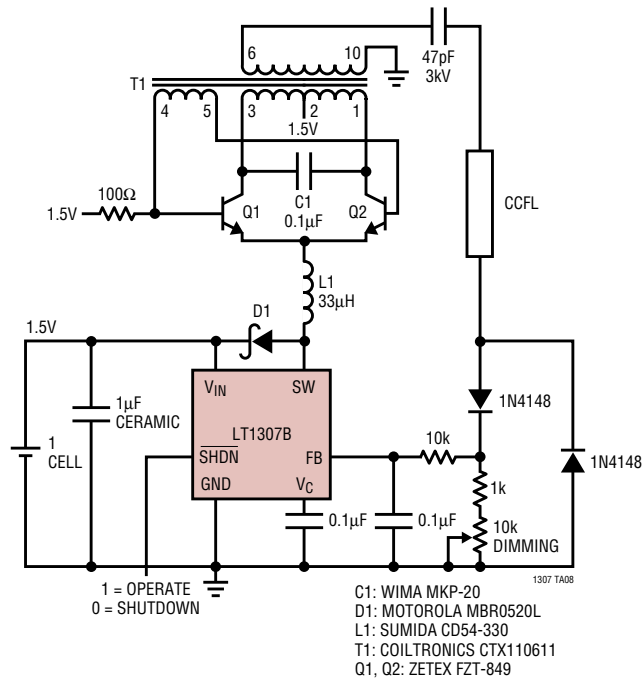 6
10
47pF
3kV
T1
4
5
3
2
1
1.5V
100Ω
1.5V
Q1
C1
0.1µF
Q2
CCFL
L1
33µH
1.5V
D1
VIN
SW
1µF
CERAMIC
LT1307B
1N4148
1
CELL
SHDN
FB
10k
1N4148
GND
VC
1k
0.1µF
0.1µF
10k
DIMMING
1307 TA08
1 = OPERATE
0 = SHUTDOWN
C1: WIMA MKP-20
D1: MOTOROLA MBR0520L
L1: SUMIDA CD54-330
T1: COILTRONICS CTX110611
Q1, Q2: ZETEX FZT-849